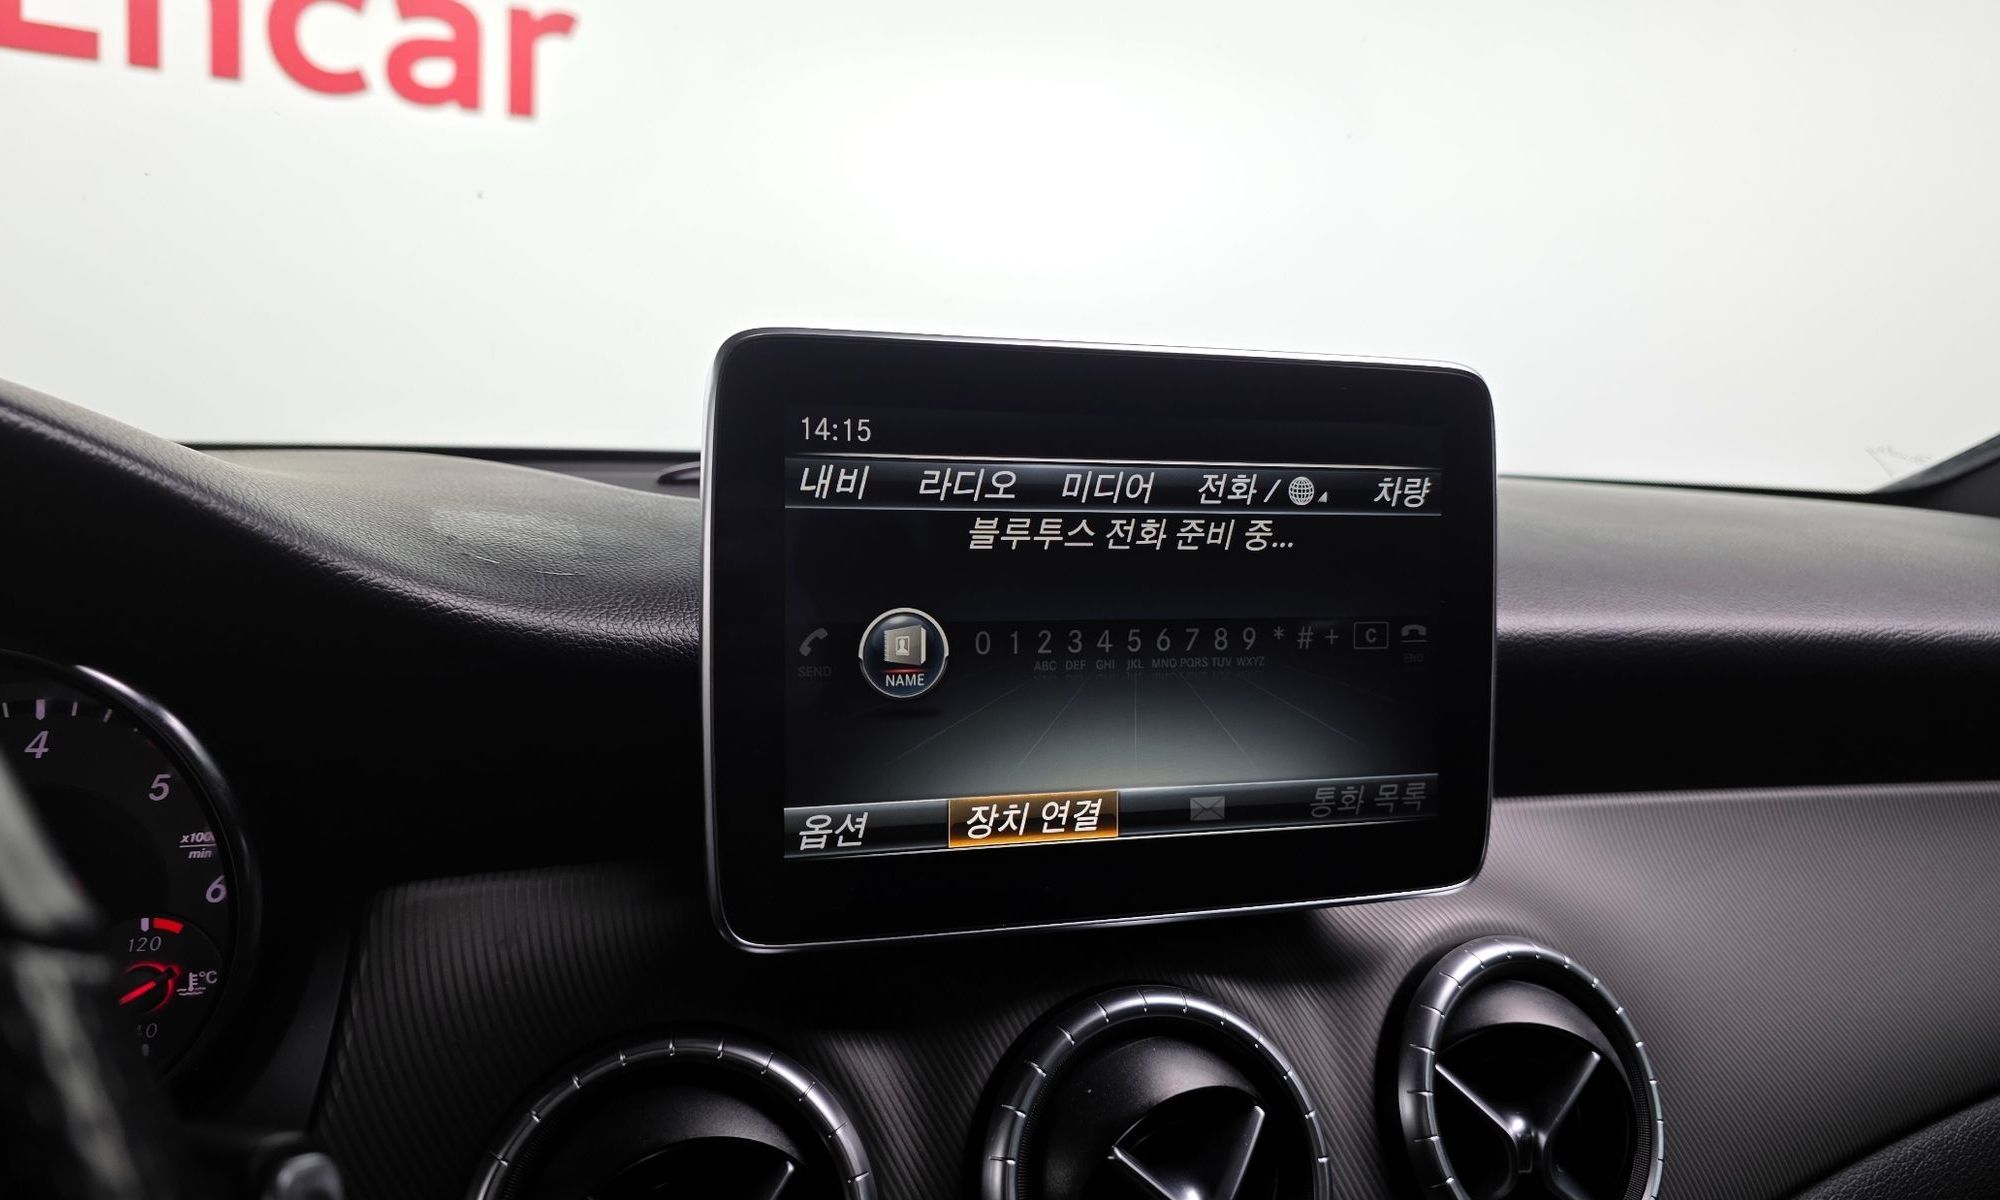 Encar
14:15
내비 라디오 미디어 전화 / 차량
블루투스 전화 준비 중...
SEND NAME 0 1 2 3 4 5 6 7 8 9 * # + C END
ABC DEF GHI JKL MNO PQRS TUV WXYZ
옵션 장치 연결 통화 목록
4
5
x1000
min
6
120
°C
40